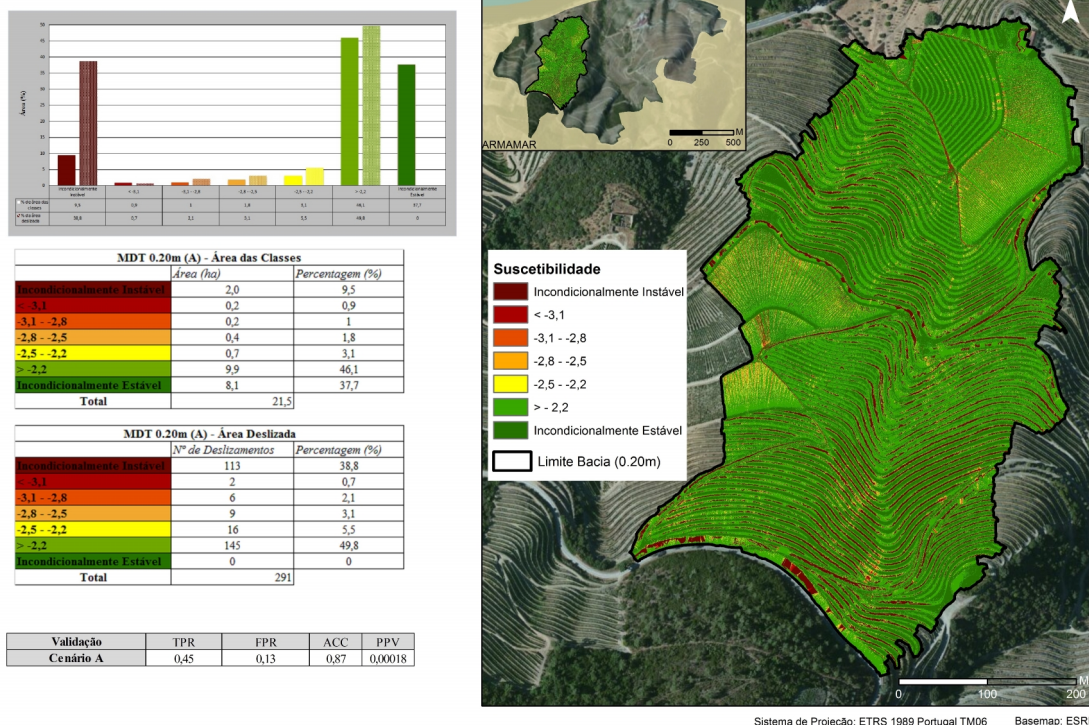 50
45
40
35
30
25
20
15
10
5
0
Área (%)
Incondicionalmente Instável < -3,1 -3,1 - -2,8 -2,8 - -2,5 -2,5 - -2,2 > -2,2 Incondicionalmente Estável
% da área das classes 9,5 0,9 1 1,8 3,1 46,1 37,7
% da área deslizada 38,8 0,7 2,1 3,1 5,5 49,8 0
MDT 0.20m (A) - Área das Classes
Área (ha) Percentagem (%)
Incondicionalmente Instável 2,0 9,5
< -3,1 0,2 0,9
-3,1 - -2,8 0,2 1
-2,8 - -2,5 0,4 1,8
-2,5 - -2,2 0,7 3,1
> -2,2 9,9 46,1
Incondicionalmente Estável 8,1 37,7
Total 21,5
MDT 0.20m (A) - Área Deslizada
Nº de Deslizamentos Percentagem (%)
Incondicionalmente Instável 113 38,8
< -3,1 2 0,7
-3,1 - -2,8 6 2,1
-2,8 - -2,5 9 3,1
-2,5 - -2,2 16 5,5
> -2,2 145 49,8
Incondicionalmente Estável 0 0
Total 291
Validação TPR FPR ACC PPV
Cenário A 0,45 0,13 0,87 0,00018
ARMAMAR
M
0 250 500
Suscetibilidade
Incondicionalmente Instável
< -3,1
-3,1 - -2,8
-2,8 - -2,5
-2,5 - -2,2
> - 2,2
Incondicionalmente Estável
Limite Bacia (0.20m)
M
0 100 200
Sistema de Projeção: ETRS 1989 Portugal TM06 Basemap: ESR